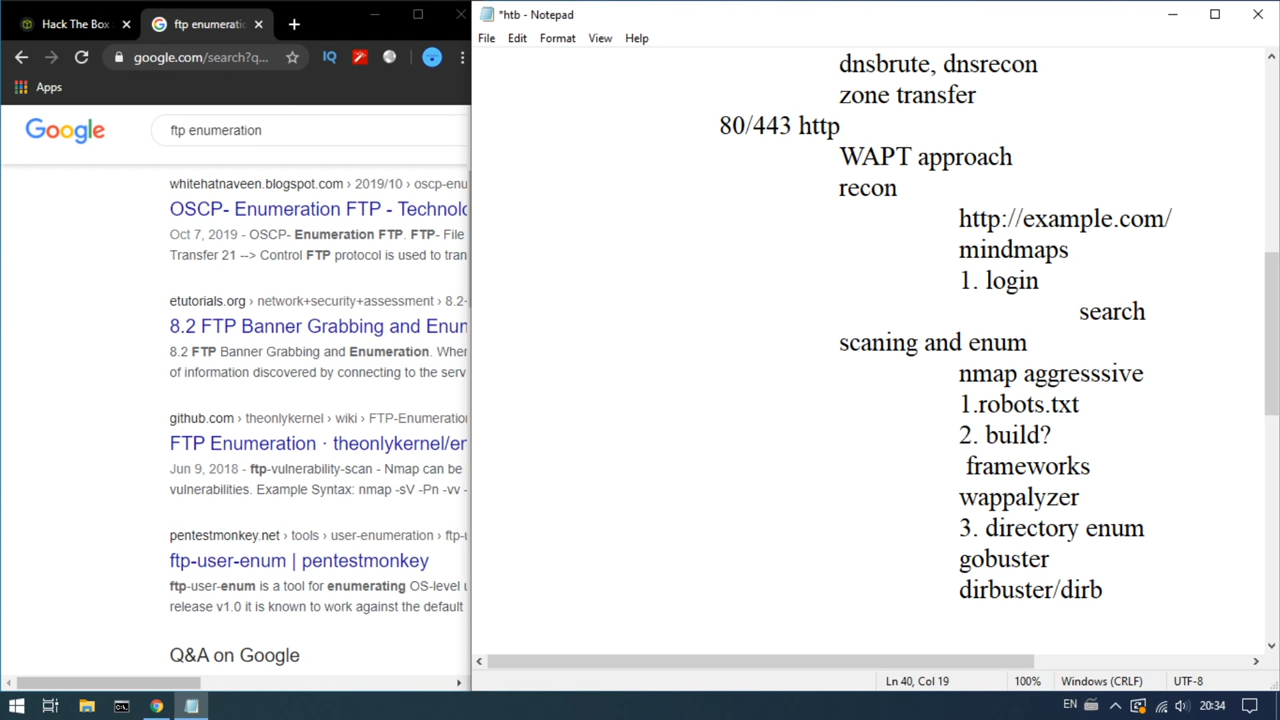 Hack The Box
ftp enumeratic
google.com/search?q...
IQ
Apps
Google
ftp enumeration
whitehatnaveen.blogspot.com › 2019/10 › oscp-enu
OSCP- Enumeration FTP - Technolo
Oct 7, 2019 - OSCP- Enumeration FTP. FTP- File
Transfer 21 --> Control FTP protocol is used to tran
etutorials.org › network+security+assessment › 8.2-
8.2 FTP Banner Grabbing and Enum
8.2 FTP Banner Grabbing and Enumeration. When
of information discovered by connecting to the serv
github.com › theonlykernel › wiki › FTP-Enumeration
FTP Enumeration · theonlykernel/en
Jun 9, 2018 - ftp-vulnerability-scan - Nmap can be
vulnerabilities. Example Syntax: nmap -sV -Pn -vv -
pentestmonkey.net › tools › user-enumeration › ftp-u
ftp-user-enum | pentestmonkey
ftp-user-enum is a tool for enumerating OS-level u
release v1.0 it is known to work against the default
Q&A on Google
*htb - Notepad
File Edit Format View Help
dnsbrute, dnsrecon
zone transfer
80/443 http
WAPT approach
recon
http://example.com/
mindmaps
1. login
search
scaning and enum
nmap aggresssive
1.robots.txt
2. build?
frameworks
wappalyzer
3. directory enum
gobuster
dirbuster/dirb
Ln 40, Col 19
100%
Windows (CRLF)
UTF-8
EN
20:34